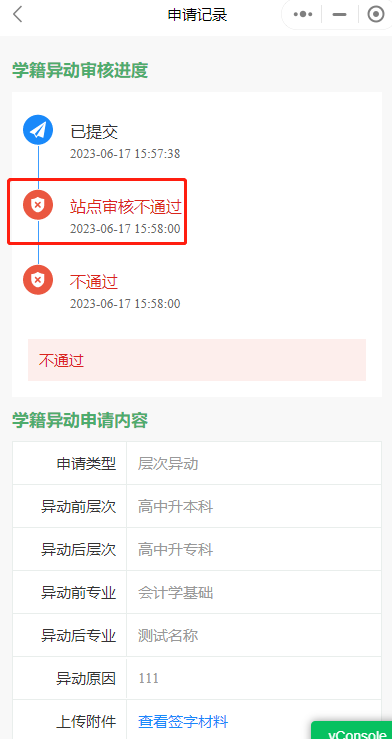 申请记录
学籍异动审核进度
已提交
2023-06-17 15:57:38
站点审核不通过
2023-06-17 15:58:00
不通过
2023-06-17 15:58:00
不通过
学籍异动申请内容
申请类型 层次异动
异动前层次 高中升本科
异动后层次 高中升专科
异动前专业 会计学基础
异动后专业 测试名称
异动原因 111
上传附件 查看签字材料
vConsole